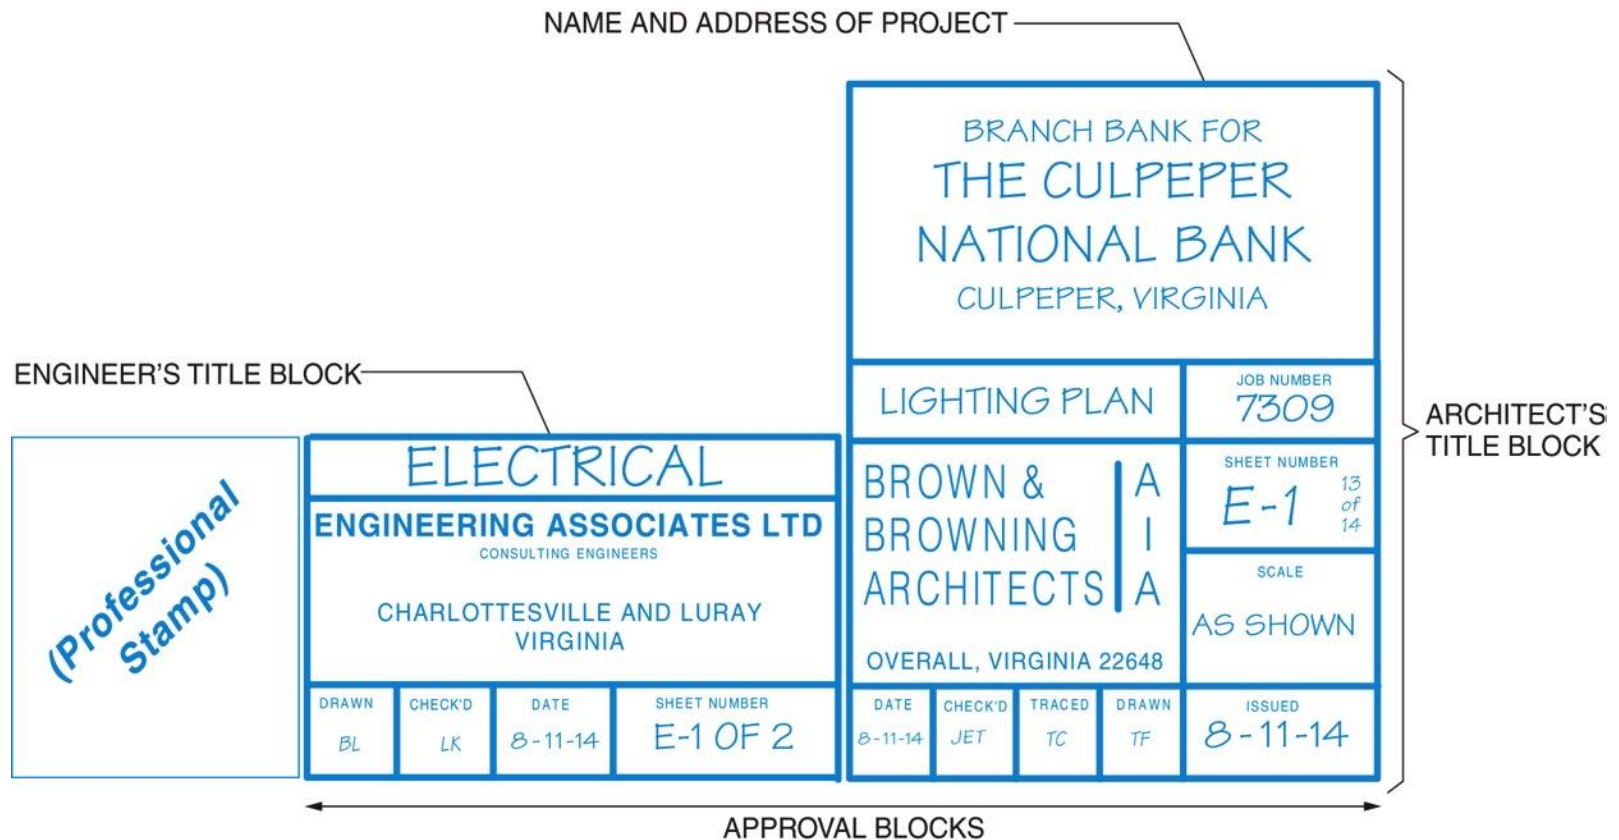 NAME AND ADDRESS OF PROJECT
BRANCH BANK FOR
THE CULPEPER
NATIONAL BANK
CULPEPER, VIRGINIA
ENGINEER'S TITLE BLOCK
LIGHTING PLAN
JOB NUMBER
7309
ARCHITECT'S
TITLE BLOCK
(Professional
Stamp)
ELECTRICAL
ENGINEERING ASSOCIATES LTD
CONSULTING ENGINEERS
CHARLOTTESVILLE AND LURAY
VIRGINIA
DRAWN
BL
CHECK'D
LK
DATE
8-11-14
SHEET NUMBER
E-1 OF 2
BROWN &
BROWNING
ARCHITECTS
A
I
A
OVERALL, VIRGINIA 22648
SHEET NUMBER
E-1
13
of
14
SCALE
AS SHOWN
DATE
8-11-14
CHECK'D
JET
TRACED
TC
DRAWN
TF
ISSUED
8-11-14
APPROVAL BLOCKS